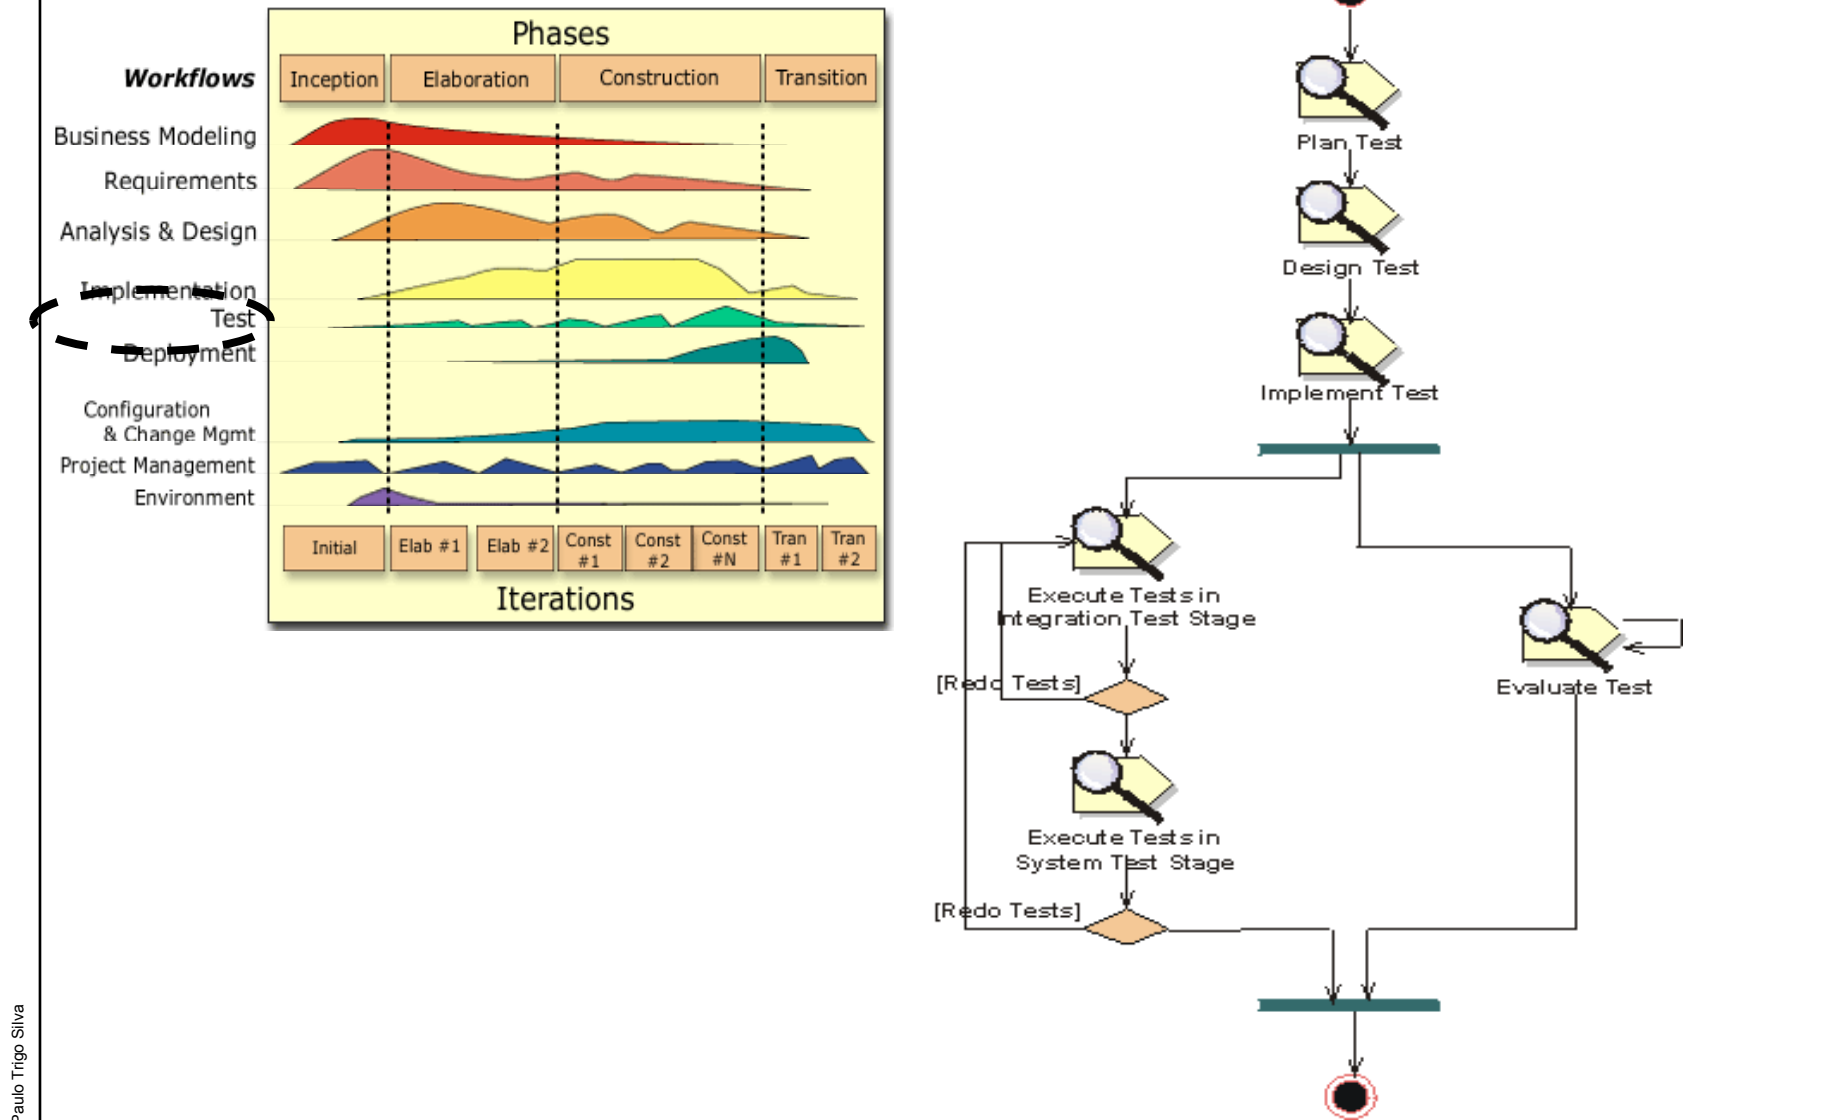 Phases
Workflows
Inception
Elaboration
Construction
Transition
Business Modeling
Requirements
Analysis & Design
Implementation
Test
Deployment
Configuration
& Change Mgmt
Project Management
Environment
Initial
Elab #1
Elab #2
Const
#1
Const
#2
Const
#N
Tran
#1
Tran
#2
Iterations
Plan Test
Design Test
Implement Test
Execute Tests in
Integration Test Stage
[Redo Tests]
Evaluate Test
Execute Tests in
System Test Stage
[Redo Tests]
Paulo Trigo Silva